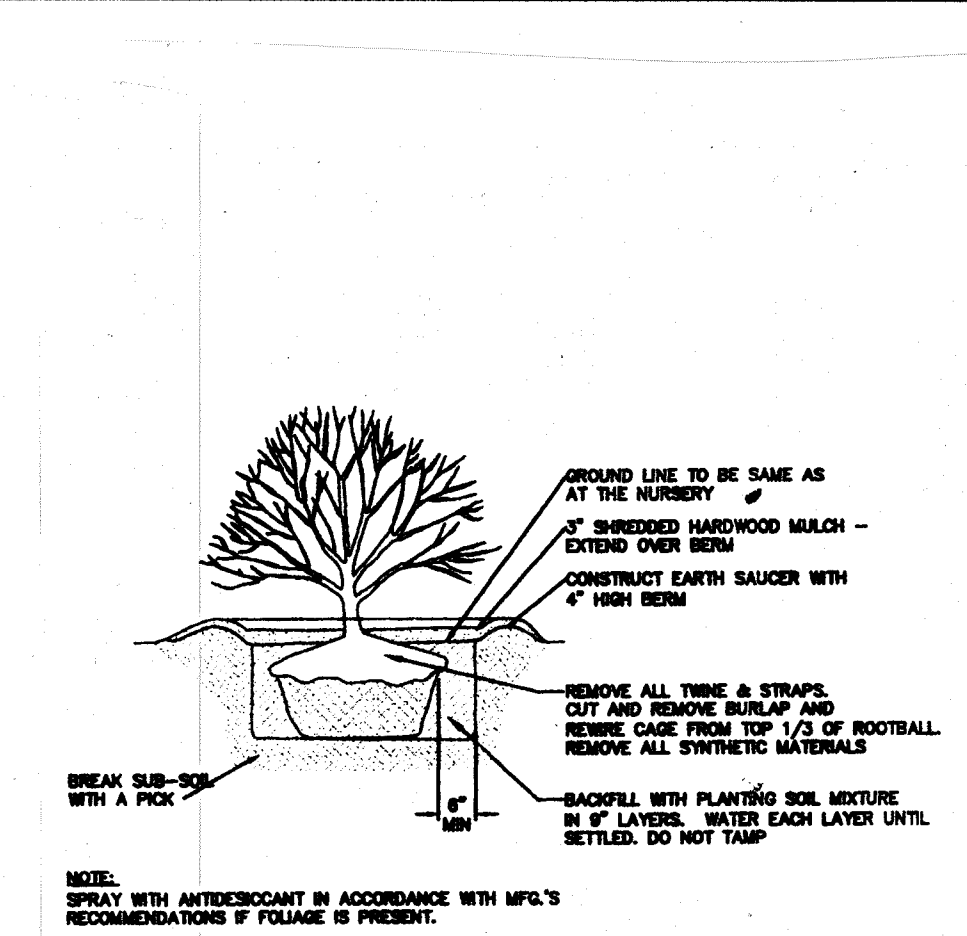 GROUND LINE TO BE SAME AS
AT THE NURSERY
3" SHREDDED HARDWOOD MULCH –
EXTEND OVER BERM
CONSTRUCT EARTH SAUCER WITH
4" HIGH BERM
REMOVE ALL TWINE & STRAPS.
CUT AND REMOVE BURLAP AND
REWIRE CAGE FROM TOP 1/3 OF ROOTBALL.
REMOVE ALL SYNTHETIC MATERIALS
BREAK SUB-SOIL
WITH A PICK
6"
MIN
BACKFILL WITH PLANTING SOIL MIXTURE
IN 9" LAYERS. WATER EACH LAYER UNTIL
SETTLED. DO NOT TAMP
NOTE:
SPRAY WITH ANTIDESICCANT IN ACCORDANCE WITH MFG.'S
RECOMMENDATIONS IF FOLIAGE IS PRESENT.